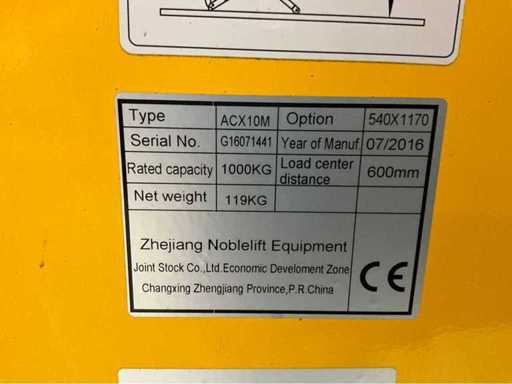 Type ACX10M Option 540X1170
Serial No. G16071441 Year of Manuf. 07/2016
Rated capacity 1000KG Load center distance 600mm
Net weight 119KG
Zhejiang Noblelift Equipment
Joint Stock Co.,Ltd.Economic Develoment Zone
Changxing Zhengjiang Province,P.R.China
CE